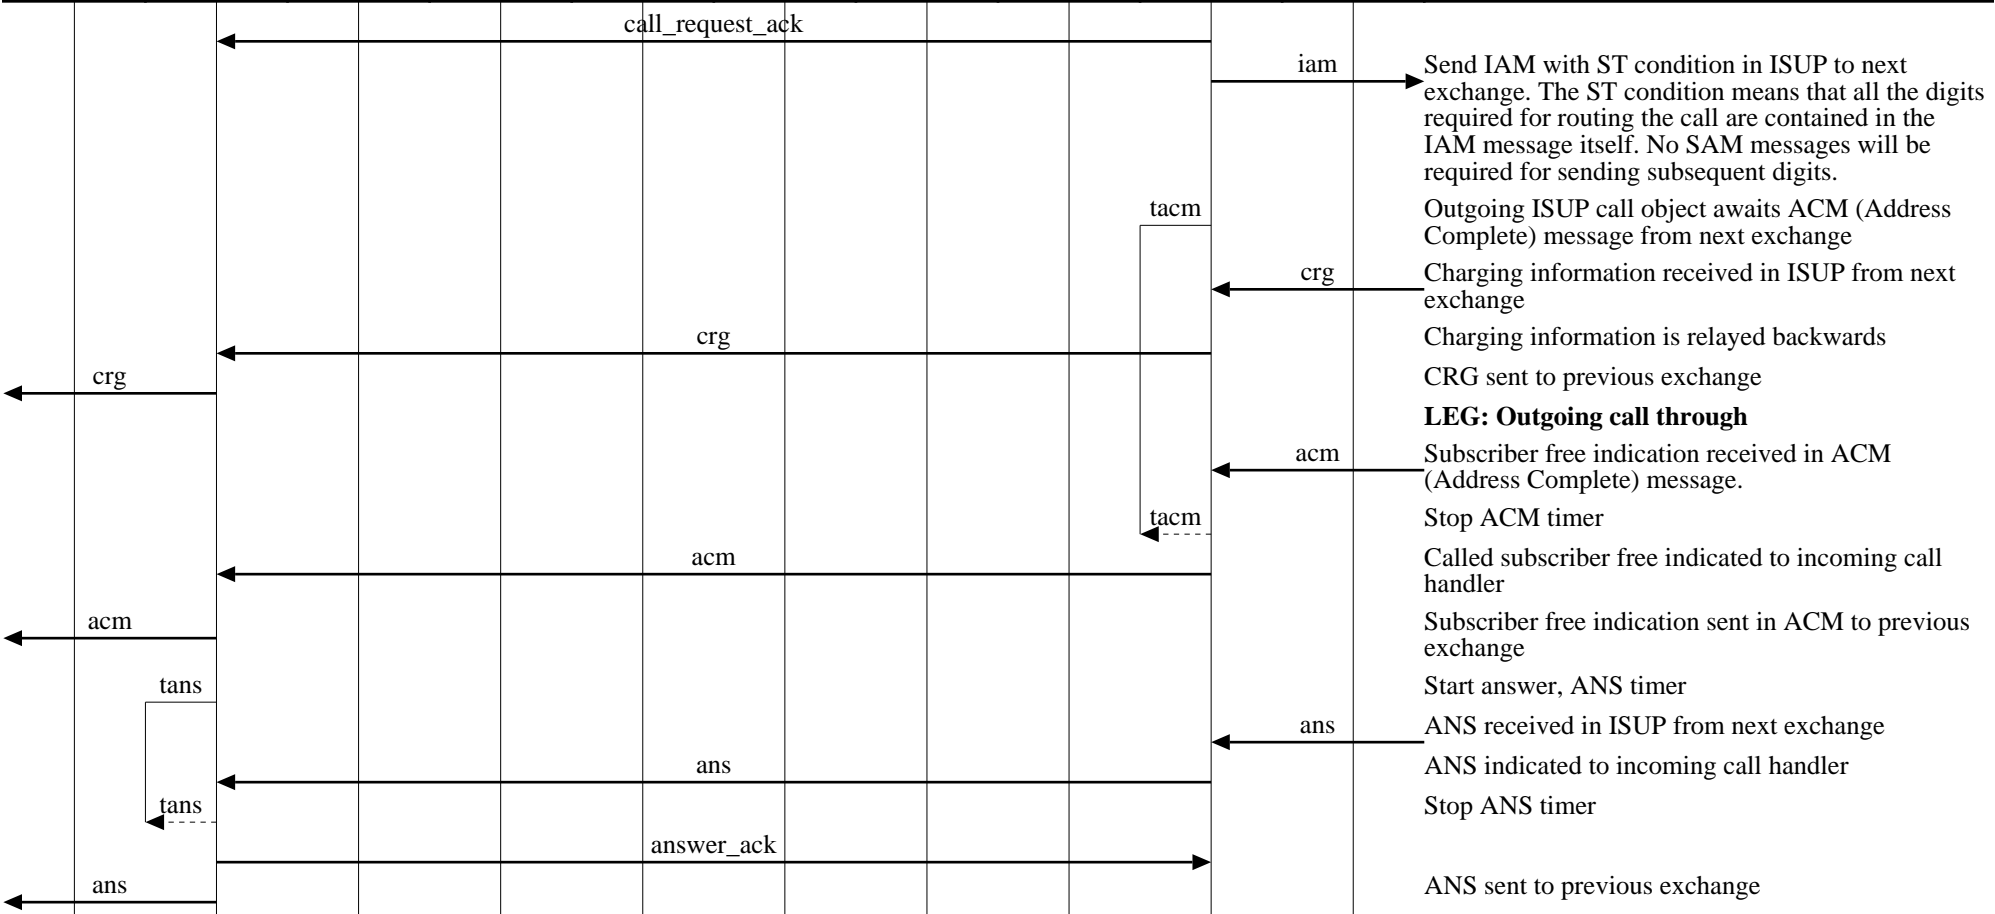 call_request_ack
iam
Send IAM with ST condition in ISUP to next
exchange. The ST condition means that all the digits
required for routing the call are contained in the
IAM message itself. No SAM messages will be
required for sending subsequent digits.
tacm
Outgoing ISUP call object awaits ACM (Address
Complete) message from next exchange
crg
Charging information received in ISUP from next
exchange
crg
Charging information is relayed backwards
crg
CRG sent to previous exchange
LEG: Outgoing call through
acm
Subscriber free indication received in ACM
(Address Complete) message.
tacm
Stop ACM timer
acm
Called subscriber free indicated to incoming call
handler
acm
Subscriber free indication sent in ACM to previous
exchange
tans
Start answer, ANS timer
ans
ANS received in ISUP from next exchange
ans
ANS indicated to incoming call handler
tans
Stop ANS timer
answer_ack
ans
ANS sent to previous exchange